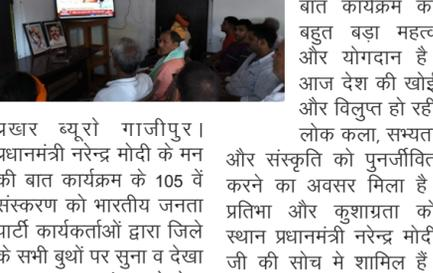 प्रखर ब्यूरो गाजीपुर।
प्रधानमंत्री नरेन्द्र मोदी के मन
की बात कार्यक्रम के 105 वें
संस्करण को भारतीय जनता
पार्टी कार्यकर्ताओं द्वारा जिले
के सभी बुथों पर सुना व देखा
बात कार्यक्रम का
बहुत बड़ा महत्व
और योगदान है
आज देश की खोई
और विलुप्त हो रही
लोक कला, सभ्यता
और संस्कृति को पुनर्जीवित
करने का अवसर मिला है
प्रतिभा और कुशाग्रता को
स्थान प्रधानमंत्री नरेन्द्र मोदी
जी की सोच मे शामिल हैं